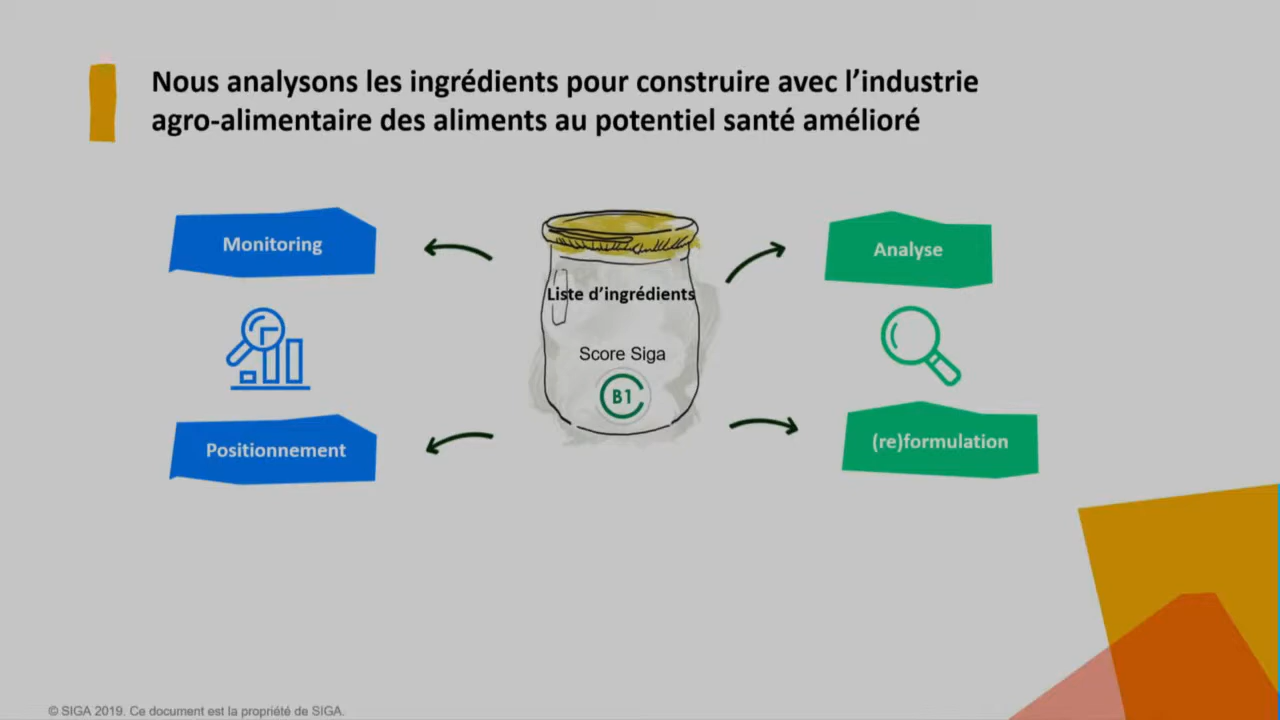 Nous analysons les ingrédients pour construire avec l’industrie
agro-alimentaire des aliments au potentiel santé amélioré
Monitoring
Analyse
Liste d’ingrédients
Score Siga
B1
Positionnement
(re)formulation
© SIGA 2019. Ce document est la propriété de SIGA.